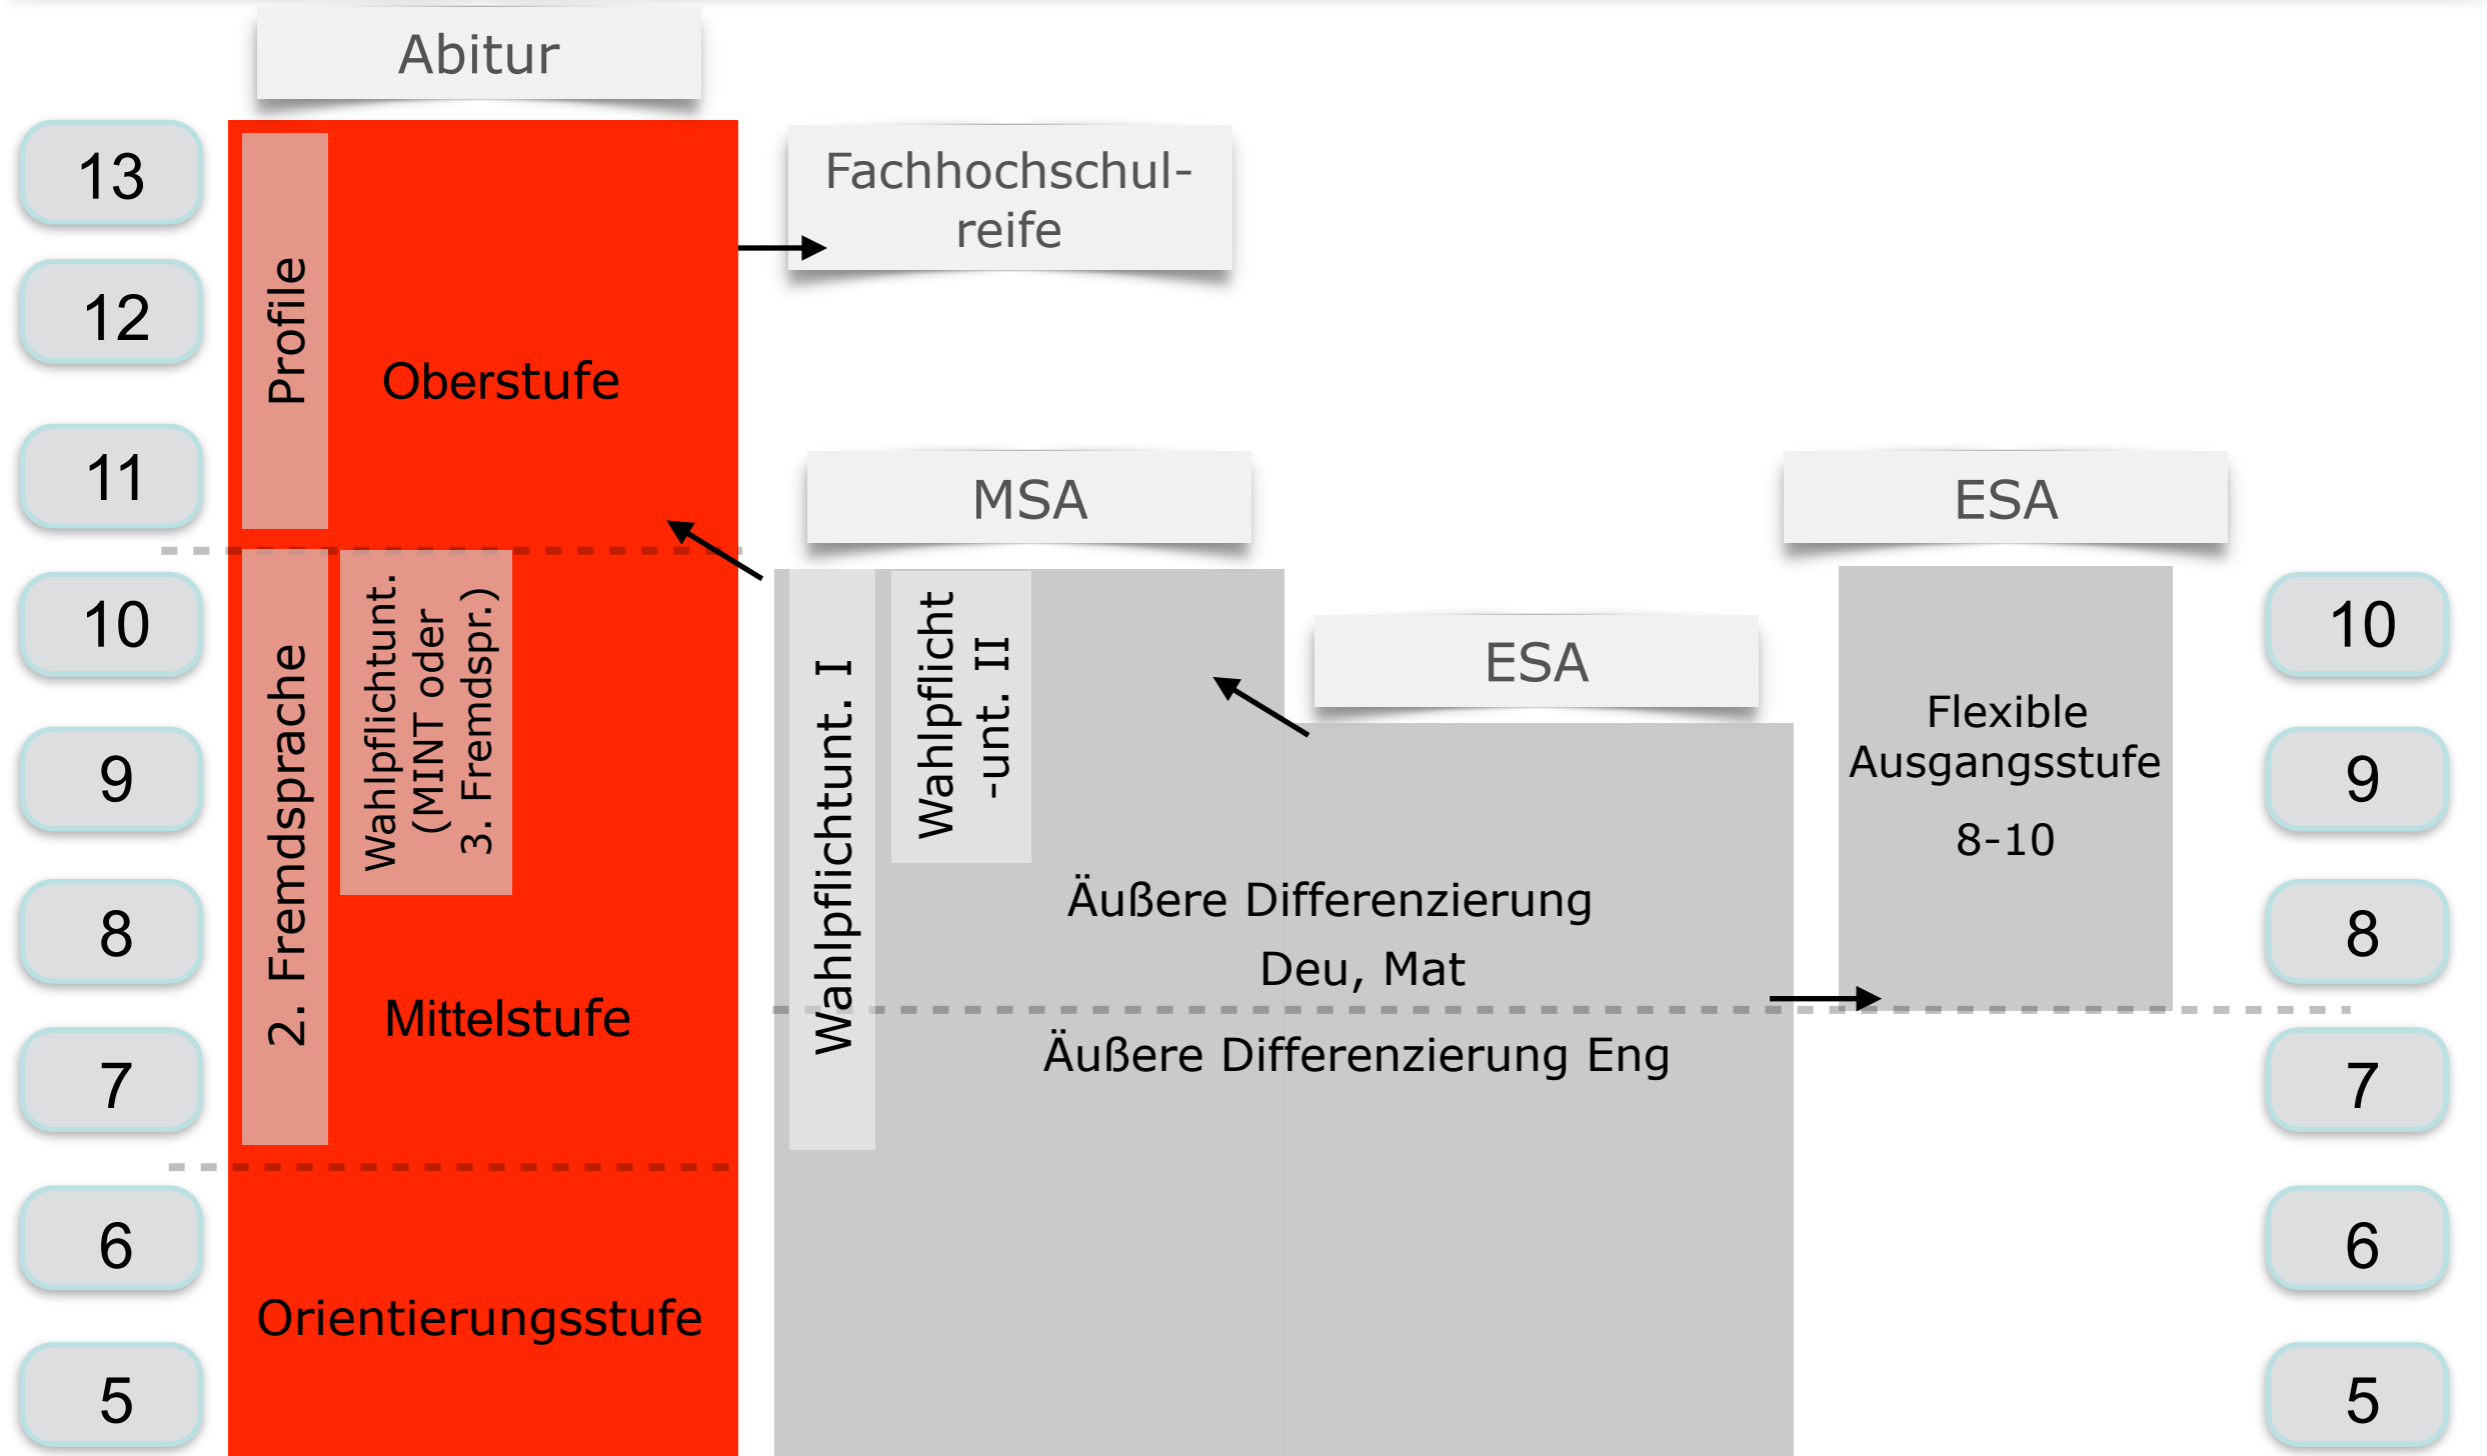 Abitur
13
12
11
10
9
8
7
6
5
Profile
Oberstufe
Fachhochschul-
reife
2. Fremdsprache
Wahlpflichtunt.
(MINT oder
3. Fremdspr.)
Mittelstufe
Orientierungsstufe
MSA
Wahlpflichtunt. I
Wahlpflicht
-unt. II
ESA
Äußere Differenzierung
Deu, Mat
Äußere Differenzierung Eng
ESA
Flexible
Ausgangsstufe
8-10
10
9
8
7
6
5